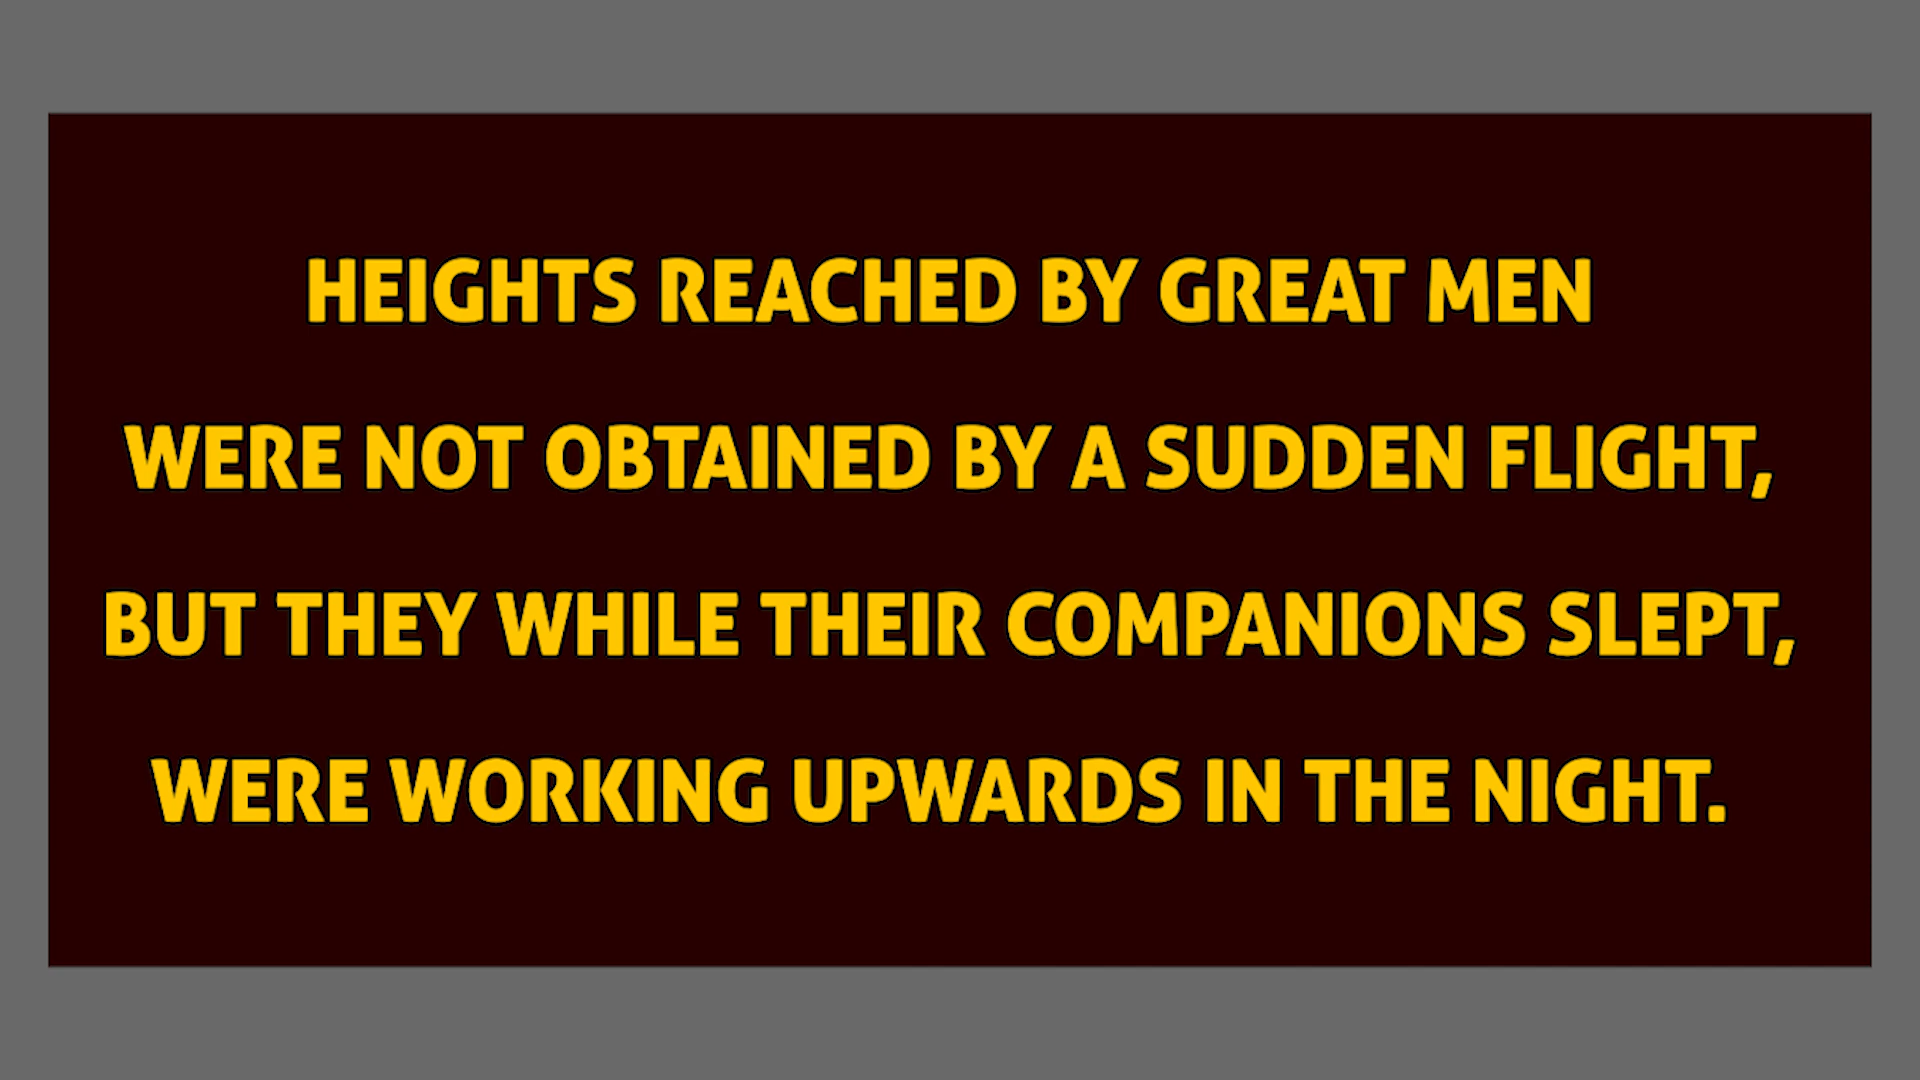 HEIGHTS REACHED BY GREAT MEN
WERE NOT OBTAINED BY A SUDDEN FLIGHT,
BUT THEY WHILE THEIR COMPANIONS SLEPT,
WERE WORKING UPWARDS IN THE NIGHT.